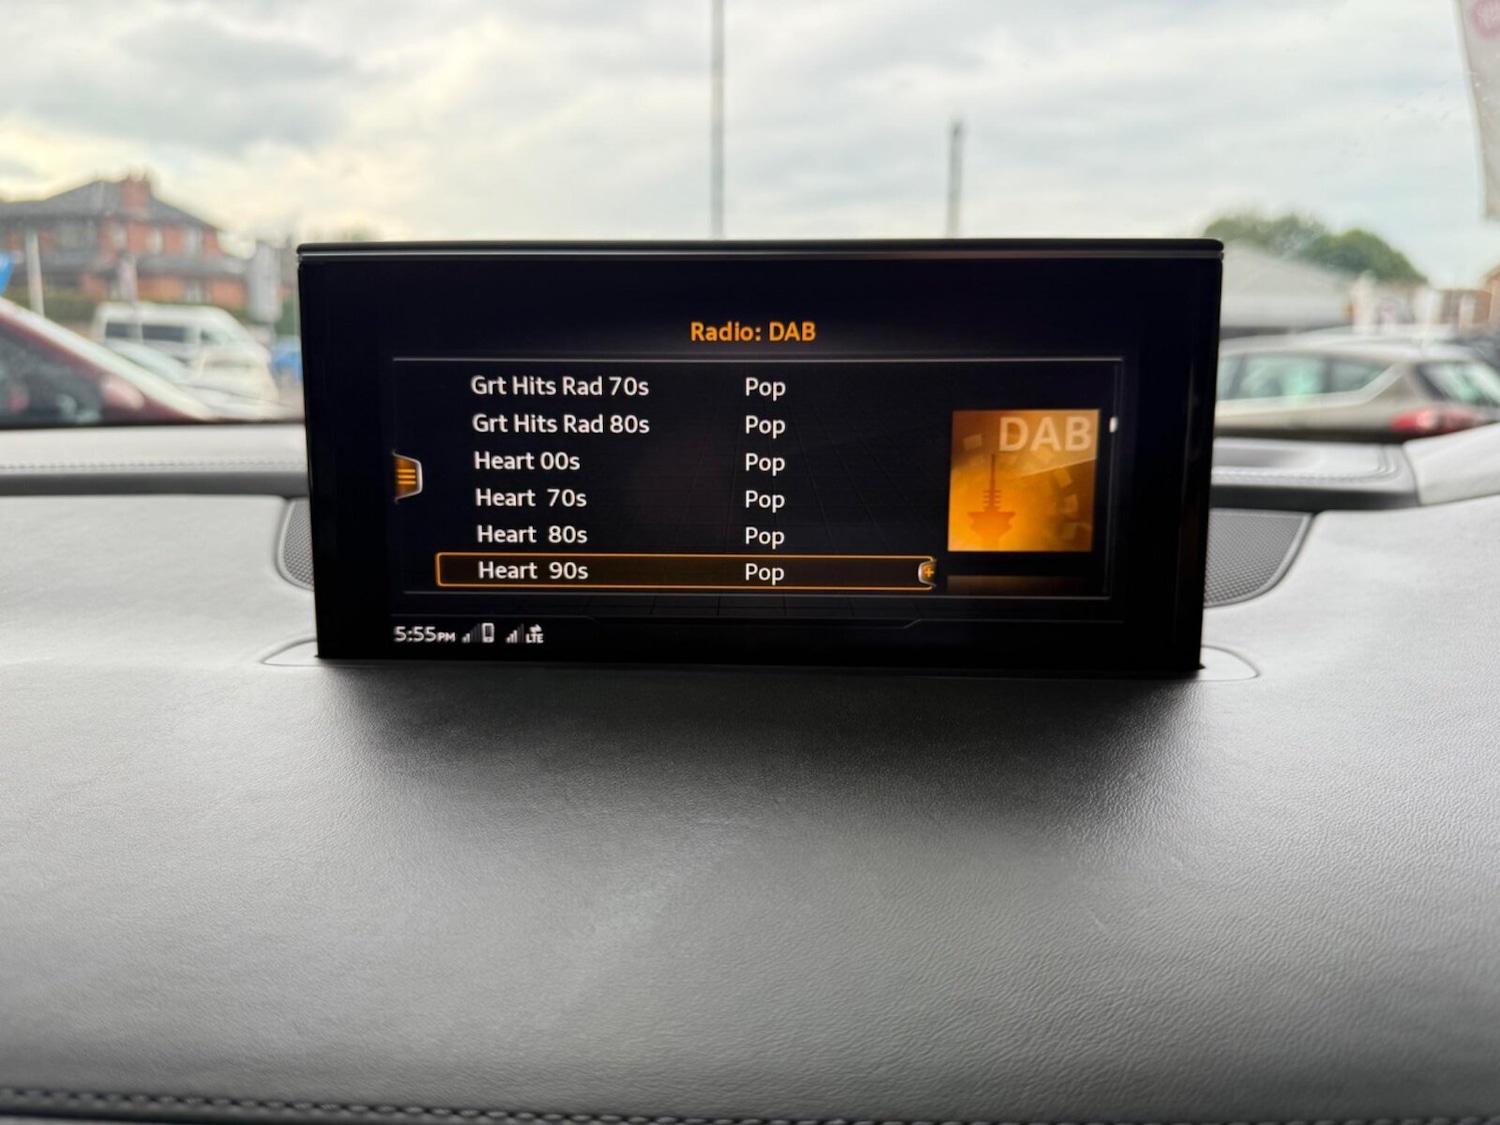 Radio: DAB
Grt Hits Rad 70s Pop
Grt Hits Rad 80s Pop
Heart 00s Pop
Heart 70s Pop
Heart 80s Pop
Heart 90s Pop
DAB
5:55PM LTE